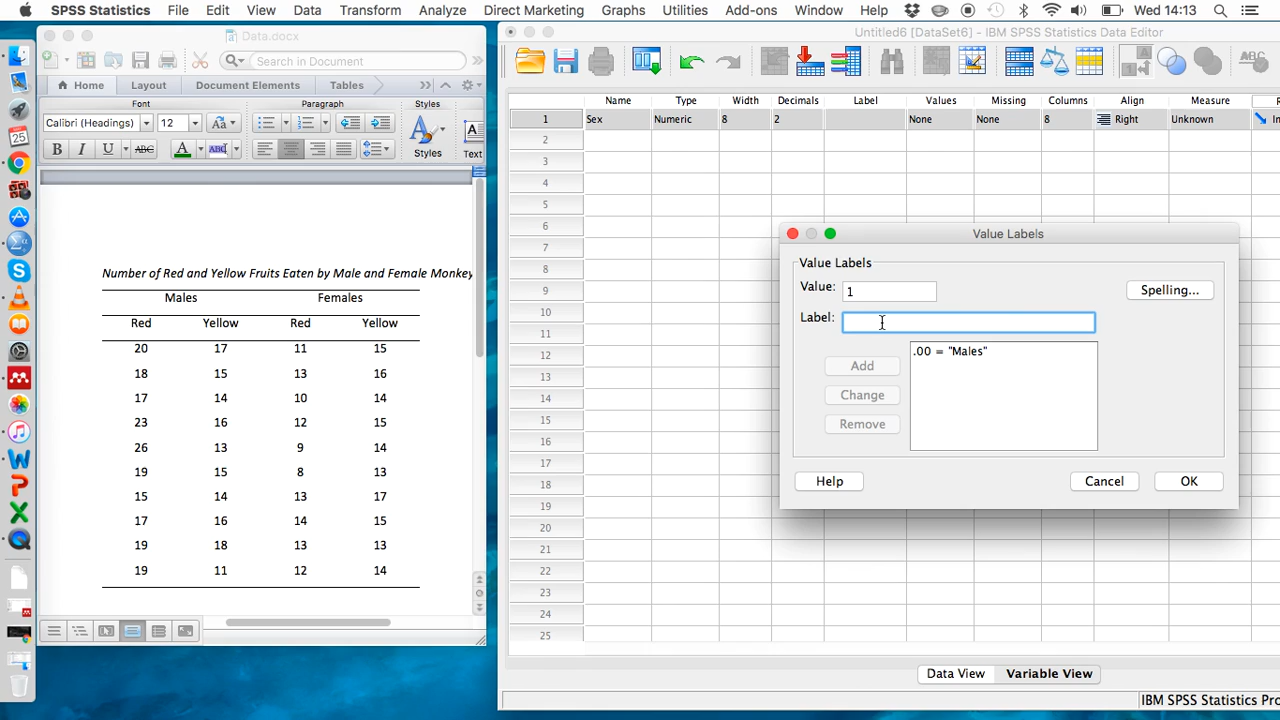 SPSS Statistics File Edit View Data Transform Analyze Direct Marketing Graphs Utilities Add-ons Window Help Wed 14:13
Data.docx
Search in Document
Home Layout Document Elements Tables
Font Paragraph Styles
Calibri (Headings) 12 Aa
B I U ABC A ABC Styles Text
Number of Red and Yellow Fruits Eaten by Male and Female Monkey
Males Females
Red Yellow Red Yellow
20 17 11 15
18 15 13 16
17 14 10 14
23 16 12 15
26 13 9 14
19 15 8 13
15 14 13 17
17 16 14 15
19 18 13 13
19 11 12 14
Untitled6 [DataSet6] - IBM SPSS Statistics Data Editor
Name Type Width Decimals Label Values Missing Columns Align Measure R
1 Sex Numeric 8 2 None None 8 Right Unknown In
2
3
4
5
6
7
8
9
10
11
12
13
14
15
16
17
18
19
20
21
22
23
24
25
Value Labels
Value Labels
Value: 1 Spelling...
Label:
.00 = "Males"
Add
Change
Remove
Help Cancel OK
Data View Variable View
IBM SPSS Statistics Pro